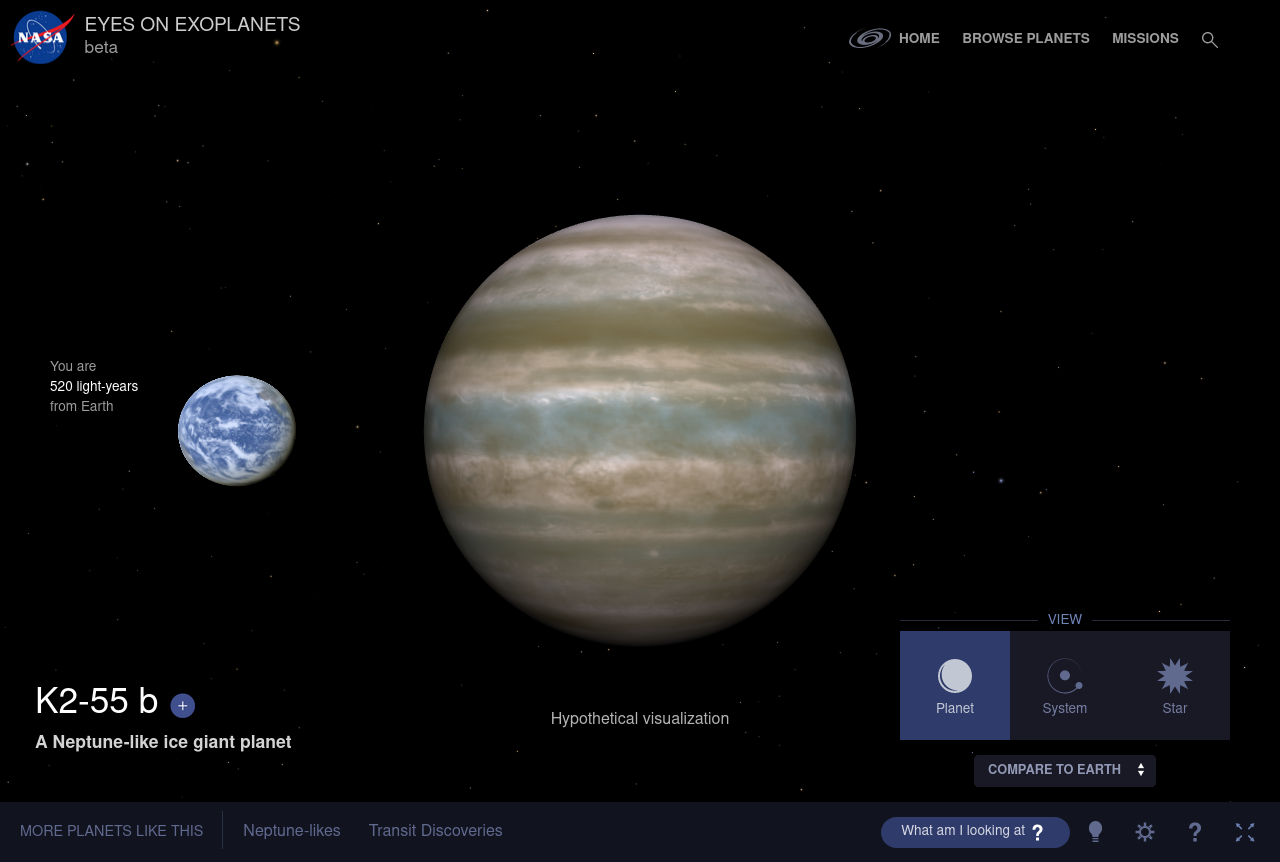 NASA
EYES ON EXOPLANETS
beta
HOME
BROWSE PLANETS
MISSIONS
You are
520 light-years
from Earth
VIEW
Planet
System
Star
K2-55 b +
A Neptune-like ice giant planet
Hypothetical visualization
COMPARE TO EARTH
MORE PLANETS LIKE THIS
Neptune-likes
Transit Discoveries
What am I looking at ?
?